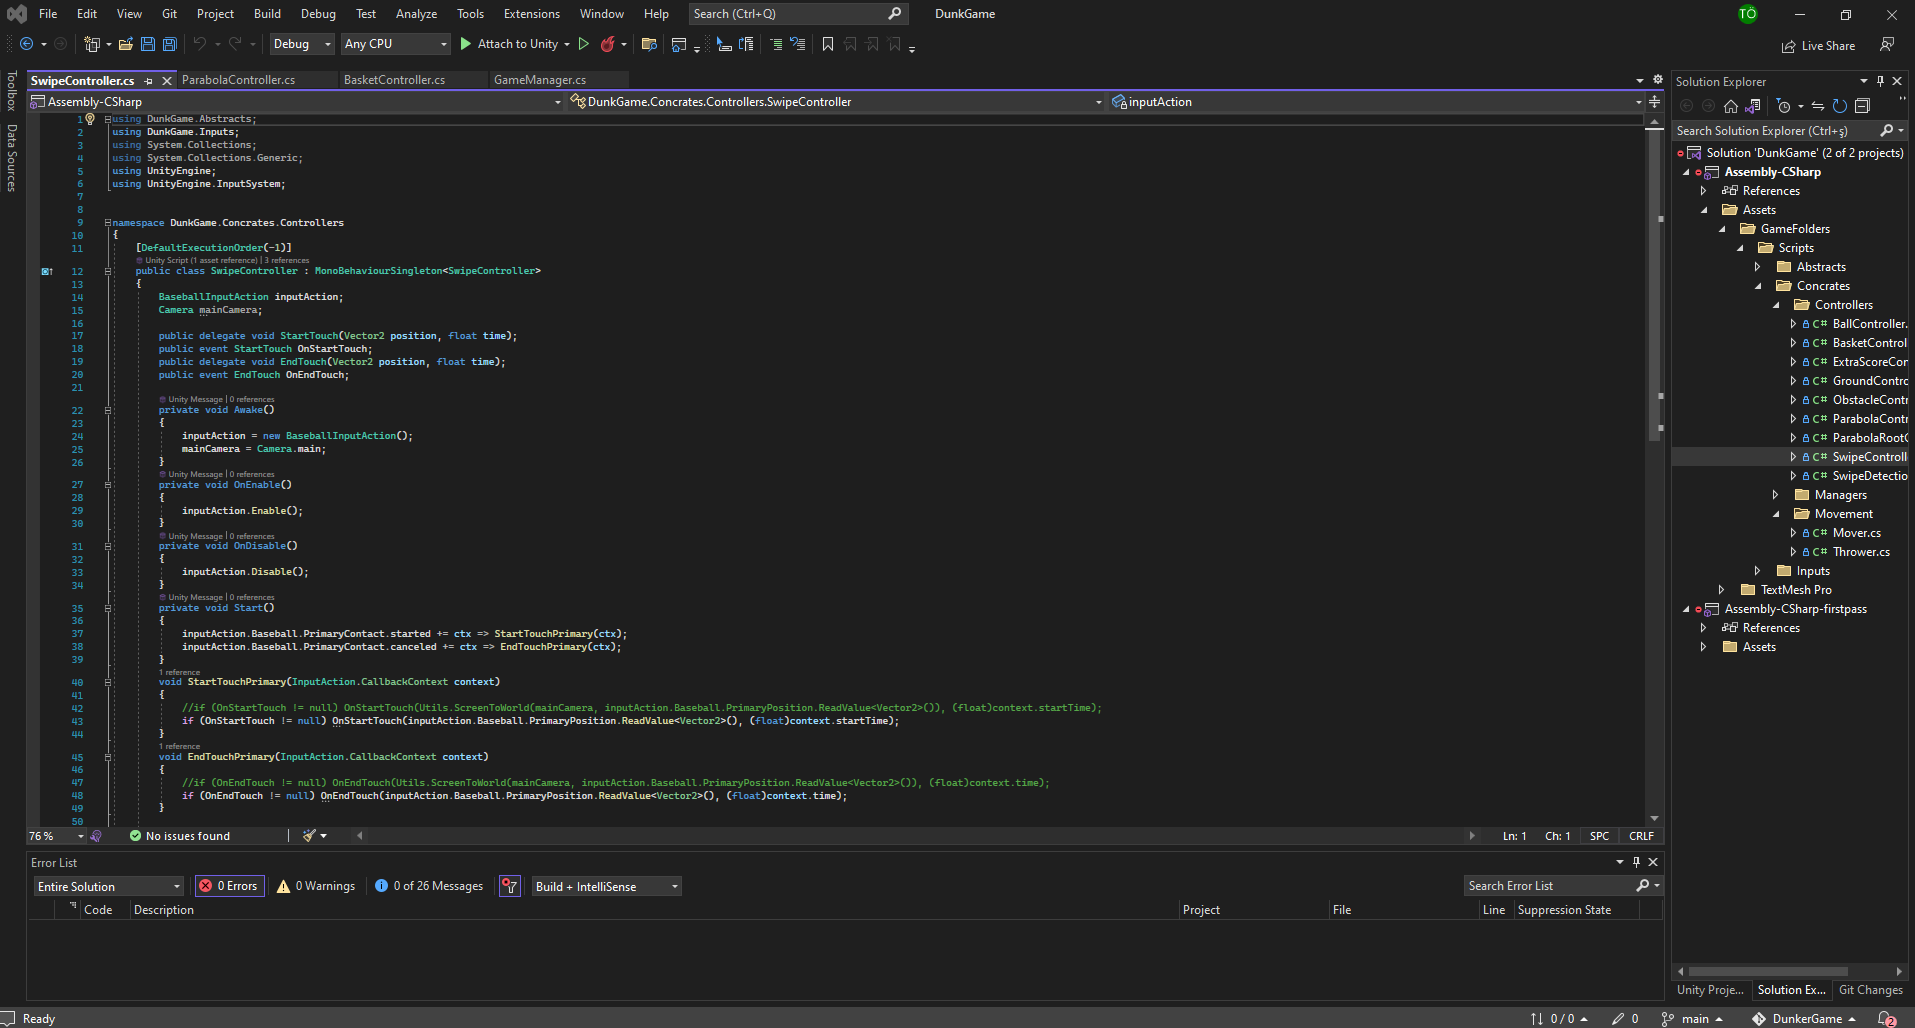 File Edit View Git Project Build Debug Test Analyze Tools Extensions Window Help Search (Ctrl+Q) DunkGame TÖ
Debug Any CPU Attach to Unity Live Share
Toolbox
Data Sources
SwipeController.cs ParabolaController.cs BasketController.cs GameManager.cs
Assembly-CSharp DunkGame.Concrates.Controllers.SwipeController inputAction
1 using DunkGame.Abstracts;
2 using DunkGame.Inputs;
3 using System.Collections;
4 using System.Collections.Generic;
5 using UnityEngine;
6 using UnityEngine.InputSystem;
7
8
9 namespace DunkGame.Concrates.Controllers
10 {
11 [DefaultExecutionOrder(-1)]
Unity Script (1 asset reference) | 3 references
12 public class SwipeController : MonoBehaviourSingleton<SwipeController>
13 {
14 BaseballInputAction inputAction;
15 Camera mainCamera;
16
17 public delegate void StartTouch(Vector2 position, float time);
18 public event StartTouch OnStartTouch;
19 public delegate void EndTouch(Vector2 position, float time);
20 public event EndTouch OnEndTouch;
21
Unity Message | 0 references
22 private void Awake()
23 {
24 inputAction = new BaseballInputAction();
25 mainCamera = Camera.main;
26 }
Unity Message | 0 references
27 private void OnEnable()
28 {
29 inputAction.Enable();
30 }
Unity Message | 0 references
31 private void OnDisable()
32 {
33 inputAction.Disable();
34 }
Unity Message | 0 references
35 private void Start()
36 {
37 inputAction.Baseball.PrimaryContact.started += ctx => StartTouchPrimary(ctx);
38 inputAction.Baseball.PrimaryContact.canceled += ctx => EndTouchPrimary(ctx);
39 }
1 reference
40 void StartTouchPrimary(InputAction.CallbackContext context)
41 {
42 //if (OnStartTouch != null) OnStartTouch(Utils.ScreenToWorld(mainCamera, inputAction.Baseball.PrimaryPosition.ReadValue<Vector2>()), (float)context.startTime);
43 if (OnStartTouch != null) OnStartTouch(inputAction.Baseball.PrimaryPosition.ReadValue<Vector2>(), (float)context.startTime);
44 }
1 reference
45 void EndTouchPrimary(InputAction.CallbackContext context)
46 {
47 //if (OnEndTouch != null) OnEndTouch(Utils.ScreenToWorld(mainCamera, inputAction.Baseball.PrimaryPosition.ReadValue<Vector2>()), (float)context.time);
48 if (OnEndTouch != null) OnEndTouch(inputAction.Baseball.PrimaryPosition.ReadValue<Vector2>(), (float)context.time);
49 }
50
76 % No issues found Ln: 1 Ch: 1 SPC CRLF
Error List
Entire Solution 0 Errors 0 Warnings 0 of 26 Messages Build + IntelliSense Search Error List
Code Description Project File Line Suppression State
Solution Explorer
Search Solution Explorer (Ctrl+ş)
Solution 'DunkGame' (2 of 2 projects)
Assembly-CSharp
References
Assets
GameFolders
Scripts
Abstracts
Concrates
Controllers
C# BallController.
C# BasketControl
C# ExtraScoreCon
C# GroundContro
C# ObstacleContr
C# ParabolaContr
C# ParabolaRootC
C# SwipeControll
C# SwipeDetectio
Managers
Movement
C# Mover.cs
C# Thrower.cs
Inputs
TextMesh Pro
Assembly-CSharp-firstpass
References
Assets
Unity Proje... Solution Ex... Git Changes
Ready 0 / 0 0 main DunkerGame 2